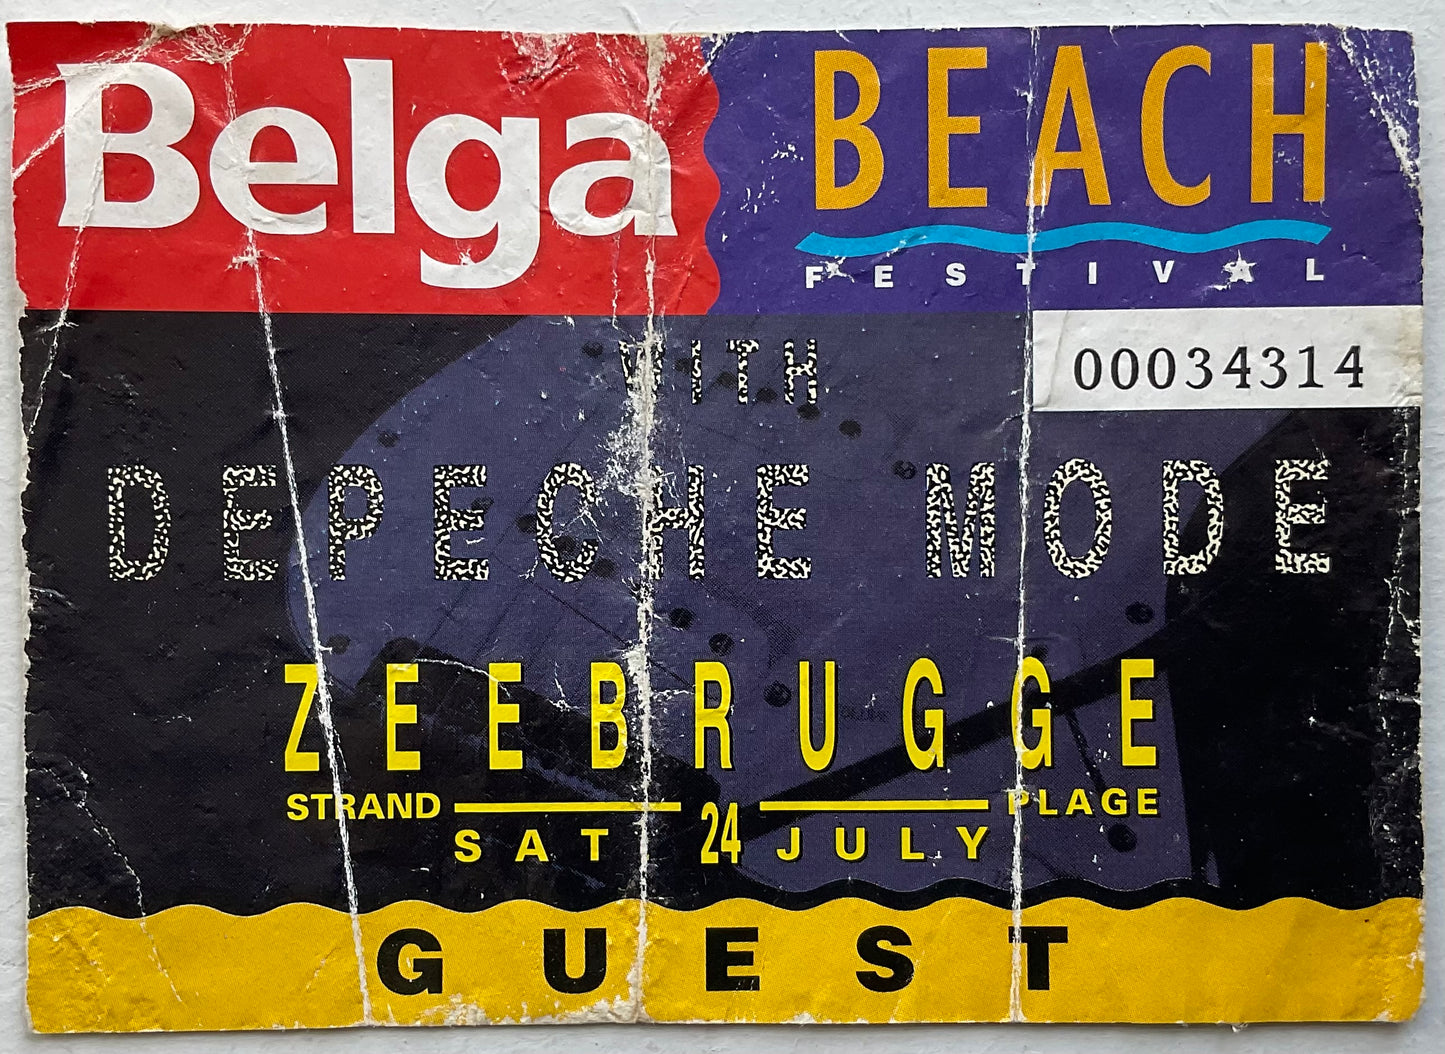 Belga
BEACH
FESTIVAL
WITH
00034314
DEPECHE MODE
ZEEBRUGGE
STRAND PLAGE
SAT 24 JULY
GUEST